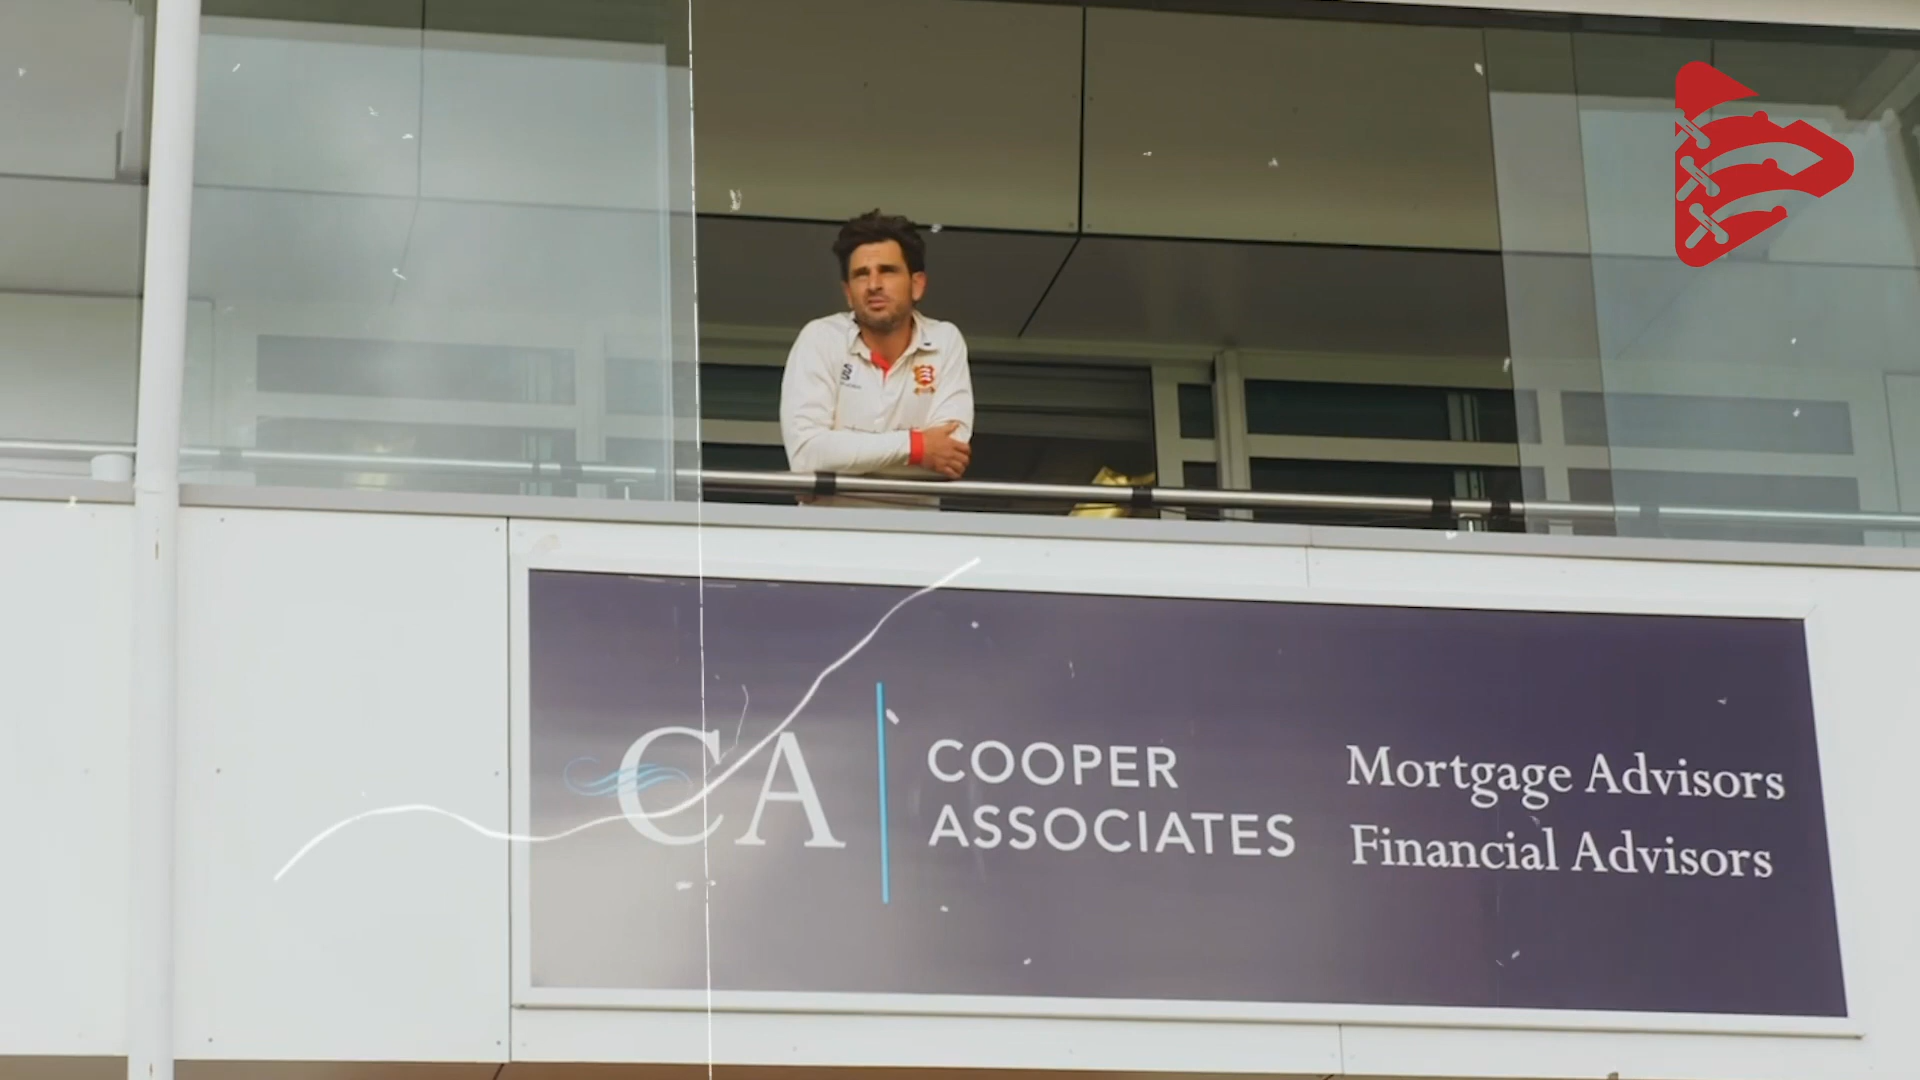 CA
COOPER
ASSOCIATES
Mortgage Advisors
Financial Advisors